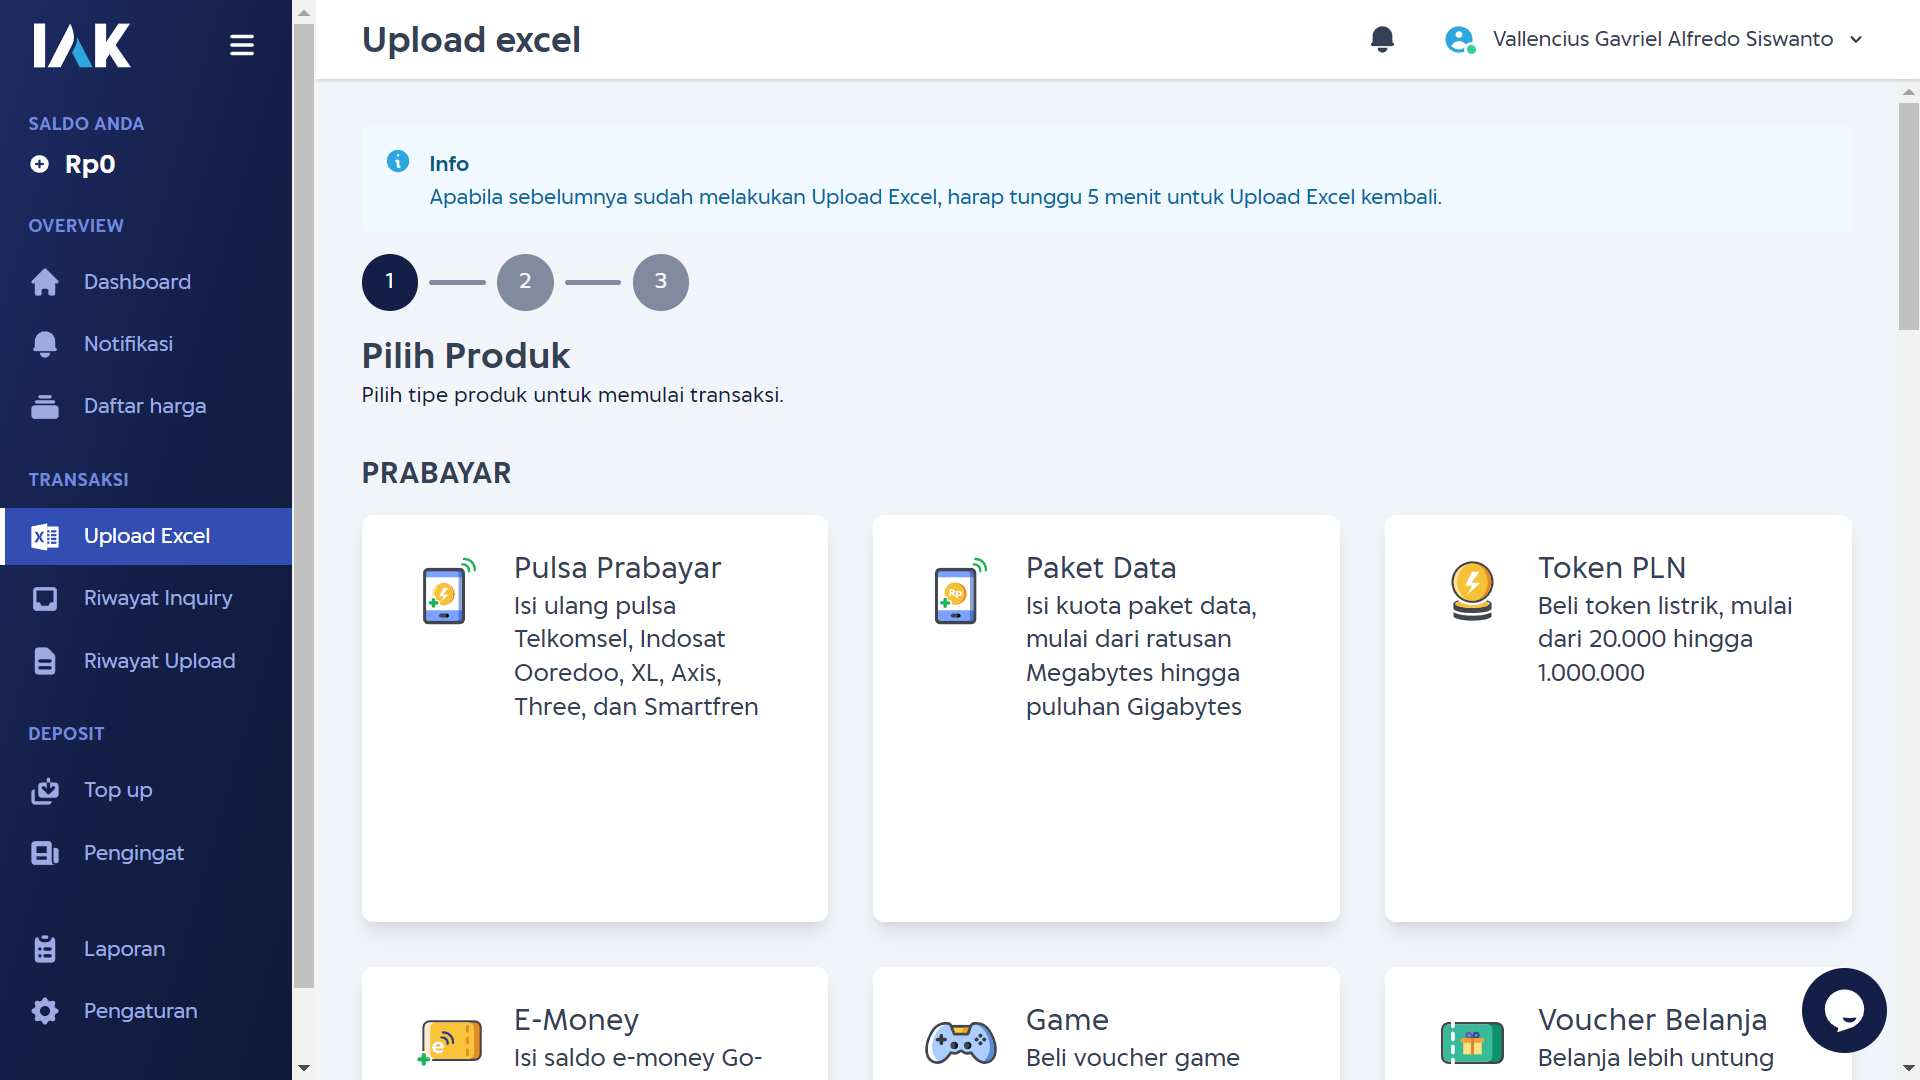 IAK
SALDO ANDA
Rp0
OVERVIEW
Dashboard
Notifikasi
Daftar harga
TRANSAKSI
Upload Excel
Riwayat Inquiry
Riwayat Upload
DEPOSIT
Top up
Pengingat
Laporan
Pengaturan
Upload excel
Vallencius Gavriel Alfredo Siswanto
Info
Apabila sebelumnya sudah melakukan Upload Excel, harap tunggu 5 menit untuk Upload Excel kembali.
1 2 3
Pilih Produk
Pilih tipe produk untuk memulai transaksi.
PRABAYAR
Pulsa Prabayar
Isi ulang pulsa
Telkomsel, Indosat
Ooredoo, XL, Axis,
Three, dan Smartfren
Rp
Paket Data
Isi kuota paket data,
mulai dari ratusan
Megabytes hingga
puluhan Gigabytes
Token PLN
Beli token listrik, mulai
dari 20.000 hingga
1.000.000
e
E-Money
Isi saldo e-money Go-
Game
Beli voucher game
Voucher Belanja
Belanja lebih untung